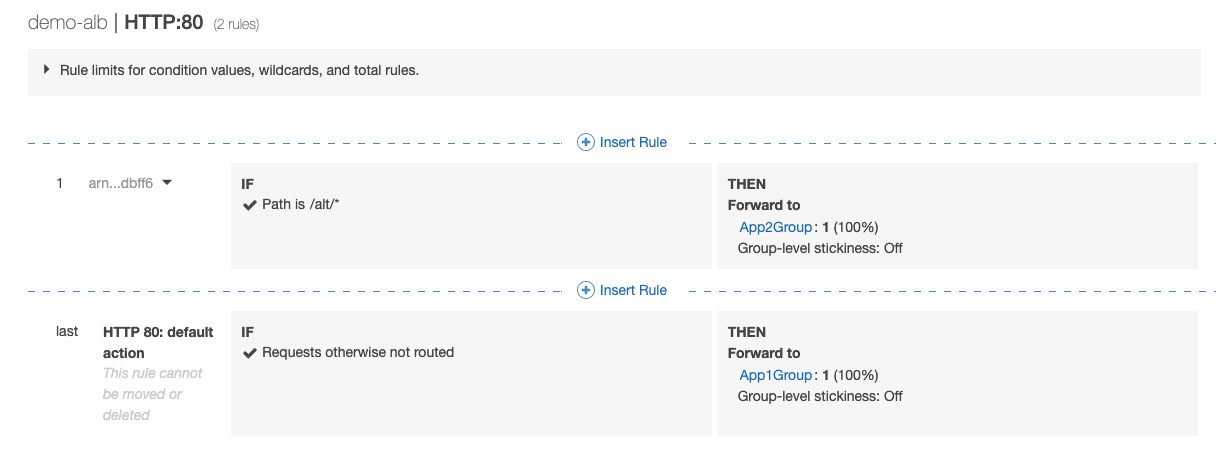 demo-alb | HTTP:80 (2 rules)
Rule limits for condition values, wildcards, and total rules.
Insert Rule
1 arn...dbff6
IF
Path is /alt/*
THEN
Forward to
App2Group: 1 (100%)
Group-level stickiness: Off
Insert Rule
last
HTTP 80: default
action
This rule cannot
be moved or
deleted
IF
Requests otherwise not routed
THEN
Forward to
App1Group: 1 (100%)
Group-level stickiness: Off